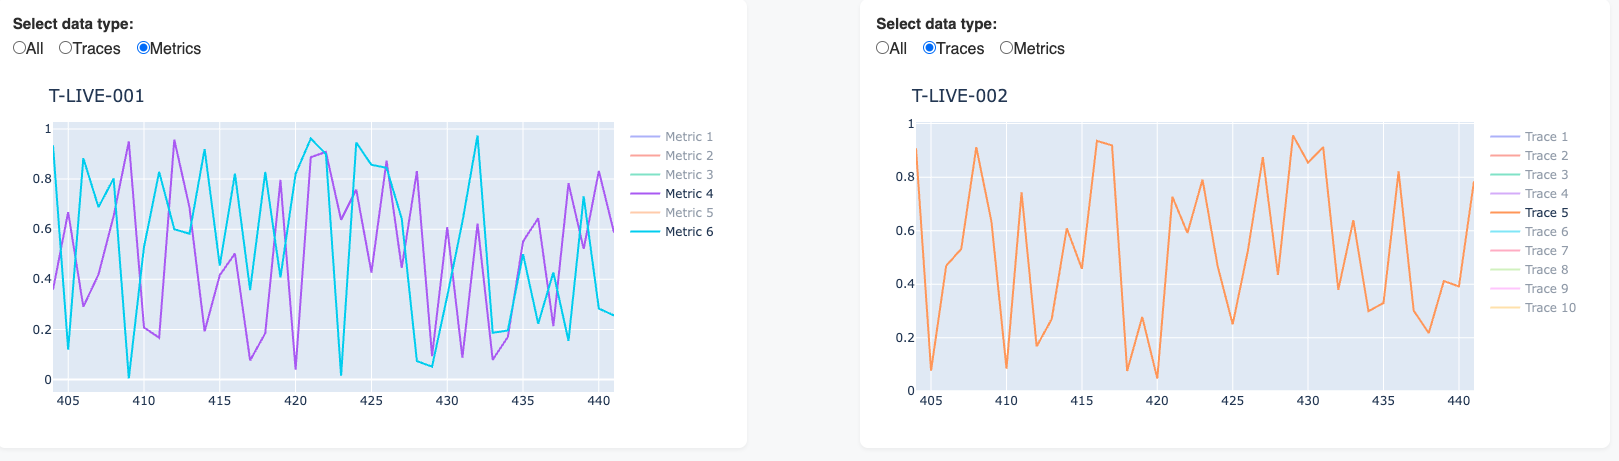 Select data type:
All Traces Metrics
T-LIVE-001
1
0.8
0.6
0.4
0.2
0
405 410 415 420 425 430 435 440
Metric 1
Metric 2
Metric 3
Metric 4
Metric 5
Metric 6
Select data type:
All Traces Metrics
T-LIVE-002
1
0.8
0.6
0.4
0.2
0
405 410 415 420 425 430 435 440
Trace 1
Trace 2
Trace 3
Trace 4
Trace 5
Trace 6
Trace 7
Trace 8
Trace 9
Trace 10